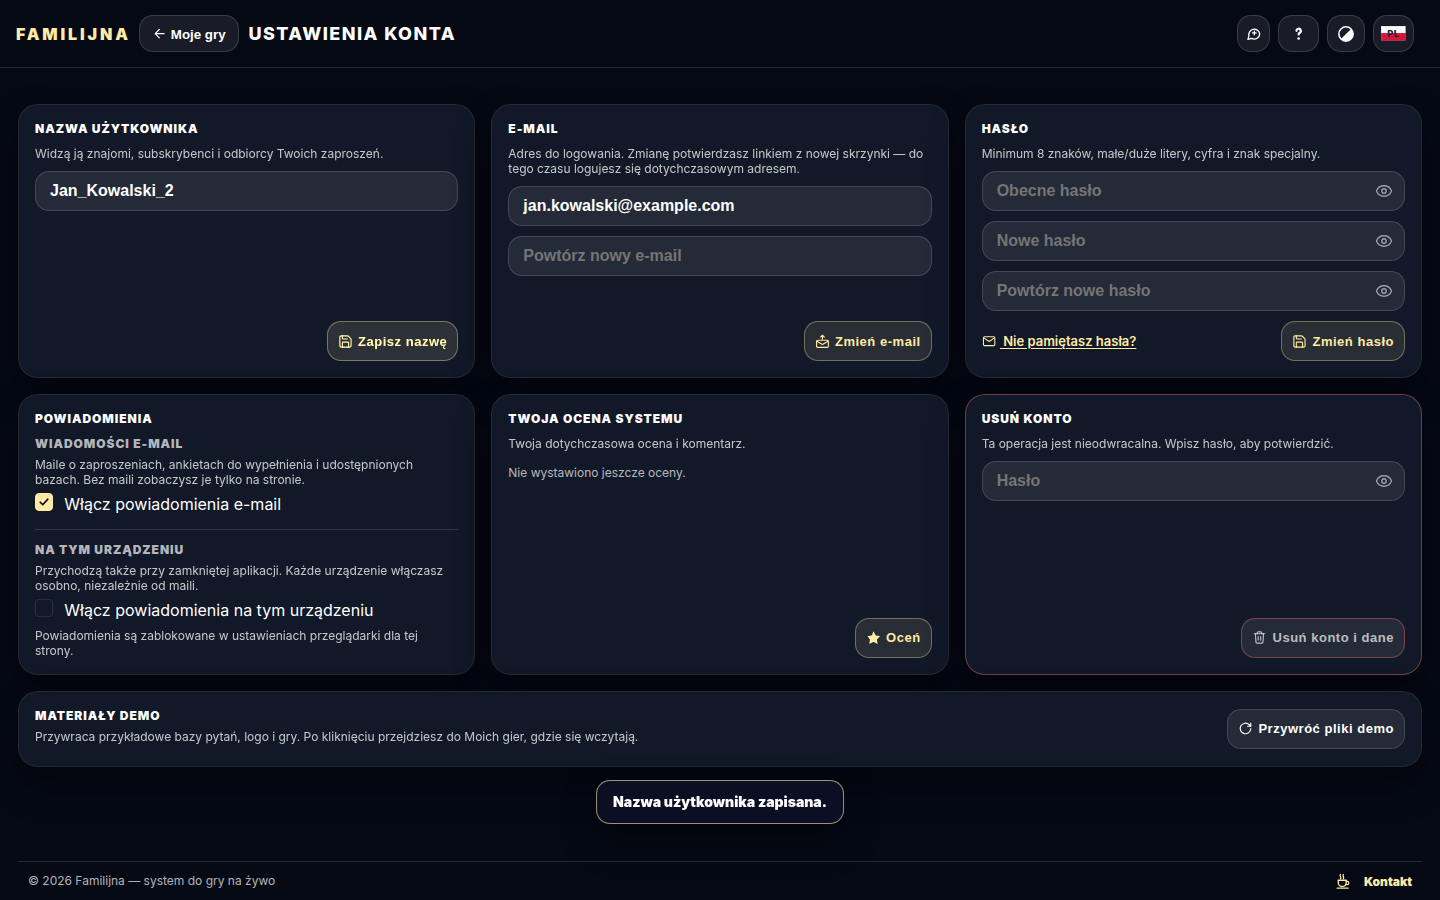 FAMILIJNA
Moje gry
USTAWIENIA KONTA
?
PL
NAZWA UŻYTKOWNIKA
Widzą ją znajomi, subskrybenci i odbiorcy Twoich zaproszeń.
Jan_Kowalski_2
Zapisz nazwę
E-MAIL
Adres do logowania. Zmianę potwierdzasz linkiem z nowej skrzynki — do
tego czasu logujesz się dotychczasowym adresem.
jan.kowalski@example.com
Powtórz nowy e-mail
Zmień e-mail
HASŁO
Minimum 8 znaków, małe/duże litery, cyfra i znak specjalny.
Obecne hasło
Nowe hasło
Powtórz nowe hasło
Nie pamiętasz hasła?
Zmień hasło
POWIADOMIENIA
WIADOMOŚCI E-MAIL
Maile o zaproszeniach, ankietach do wypełnienia i udostępnionych
bazach. Bez maili zobaczysz je tylko na stronie.
Włącz powiadomienia e-mail
NA TYM URZĄDZENIU
Przychodzą także przy zamkniętej aplikacji. Każde urządzenie włączasz
osobno, niezależnie od maili.
Włącz powiadomienia na tym urządzeniu
Powiadomienia są zablokowane w ustawieniach przeglądarki dla tej
strony.
TWOJA OCENA SYSTEMU
Twoja dotychczasowa ocena i komentarz.
Nie wystawiono jeszcze oceny.
Oceń
USUŃ KONTO
Ta operacja jest nieodwracalna. Wpisz hasło, aby potwierdzić.
Hasło
Usuń konto i dane
MATERIAŁY DEMO
Przywraca przykładowe bazy pytań, logo i gry. Po kliknięciu przejdziesz do Moich gier, gdzie się wczytają.
Przywróć pliki demo
Nazwa użytkownika zapisana.
© 2026 Familijna — system do gry na żywo
Kontakt